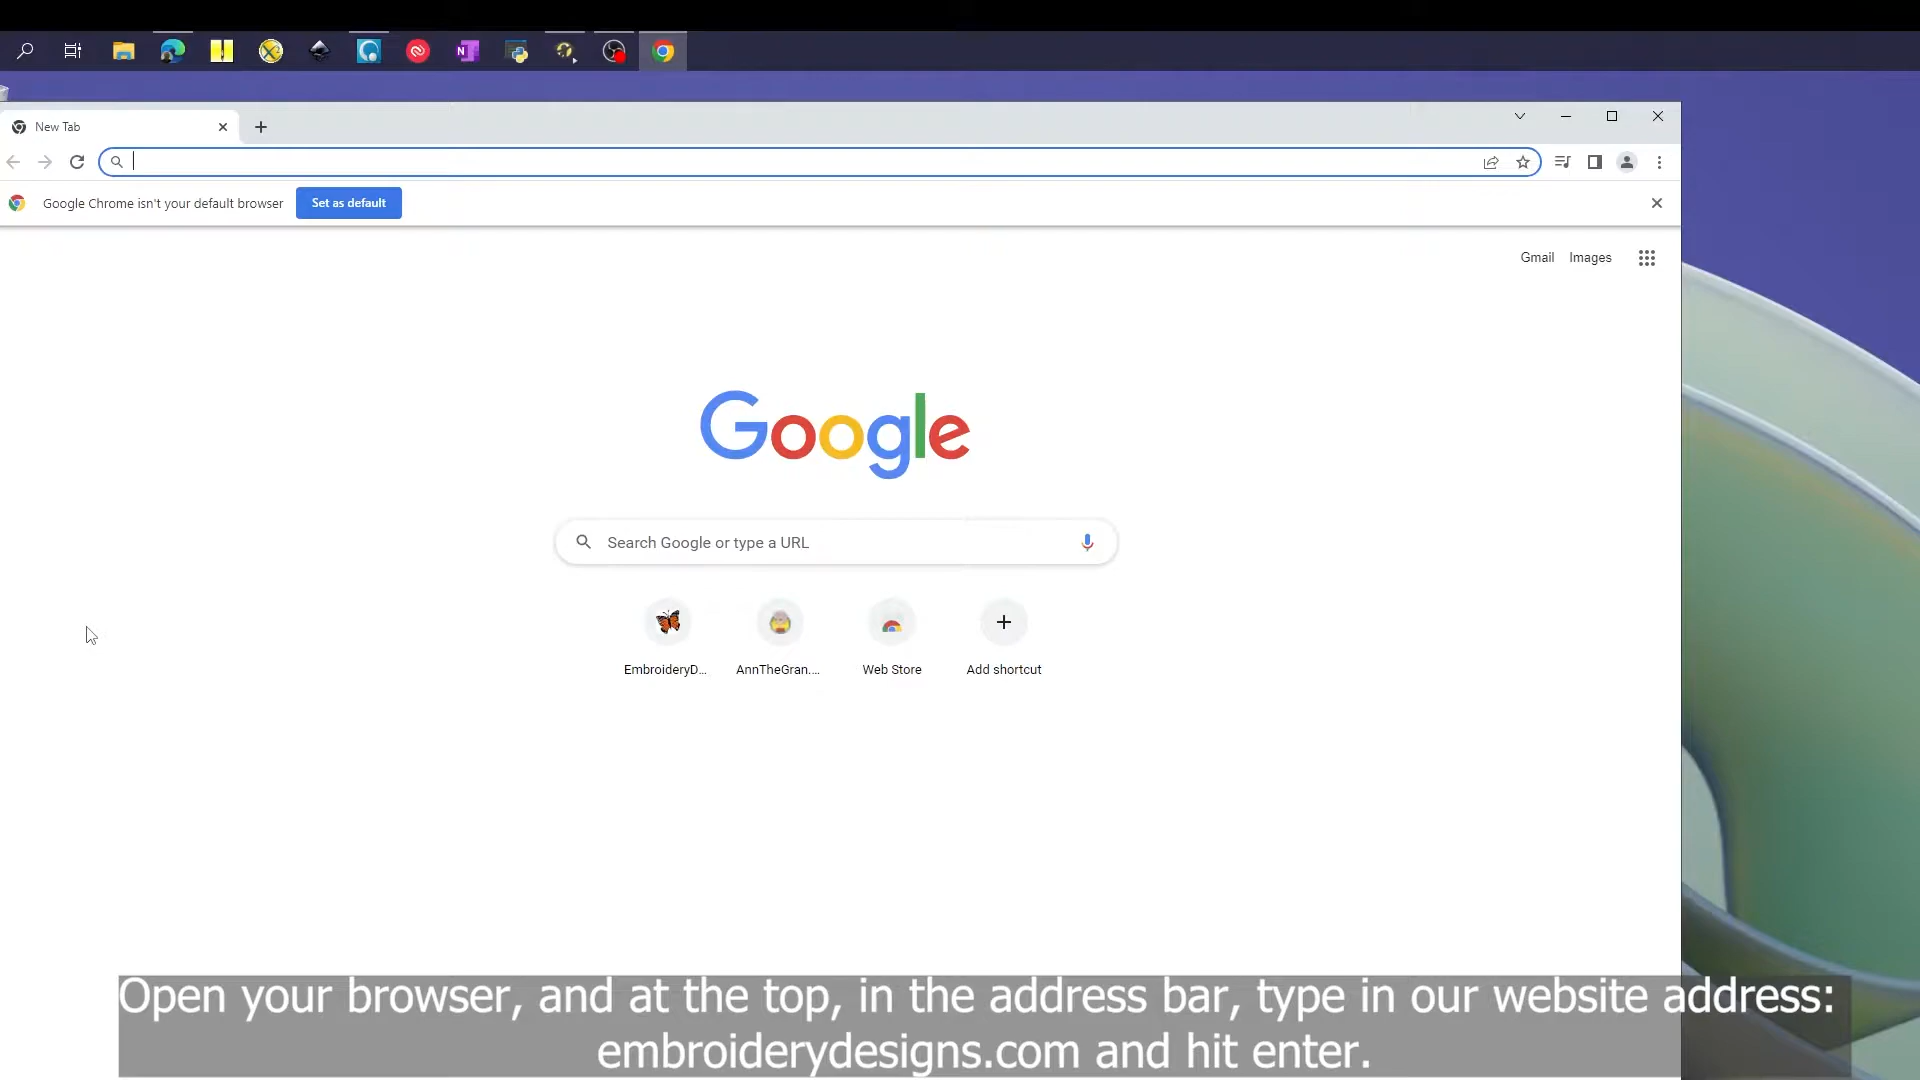 New Tab
Google Chrome isn't your default browser
Set as default
Gmail
Images
Google
Search Google or type a URL
EmbroideryD...
AnnTheGran....
Web Store
Add shortcut
Open your browser, and at the top, in the address bar, type in our website address:
embroiderydesigns.com and hit enter.